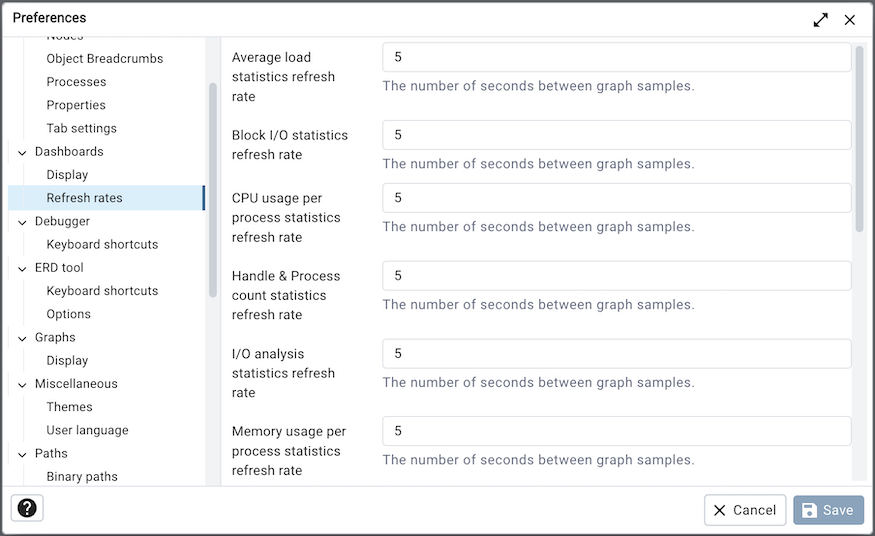 Preferences
Nodes
Object Breadcrumbs
Processes
Properties
Tab settings
Dashboards
Display
Refresh rates
Debugger
Keyboard shortcuts
ERD tool
Keyboard shortcuts
Options
Graphs
Display
Miscellaneous
Themes
User language
Paths
Binary paths
Average load
statistics refresh
rate
5
The number of seconds between graph samples.
Block I/O statistics
refresh rate
5
The number of seconds between graph samples.
CPU usage per
process statistics
refresh rate
5
The number of seconds between graph samples.
Handle & Process
count statistics
refresh rate
5
The number of seconds between graph samples.
I/O analysis
statistics refresh
rate
5
The number of seconds between graph samples.
Memory usage per
process statistics
refresh rate
5
The number of seconds between graph samples.
?
Cancel
Save